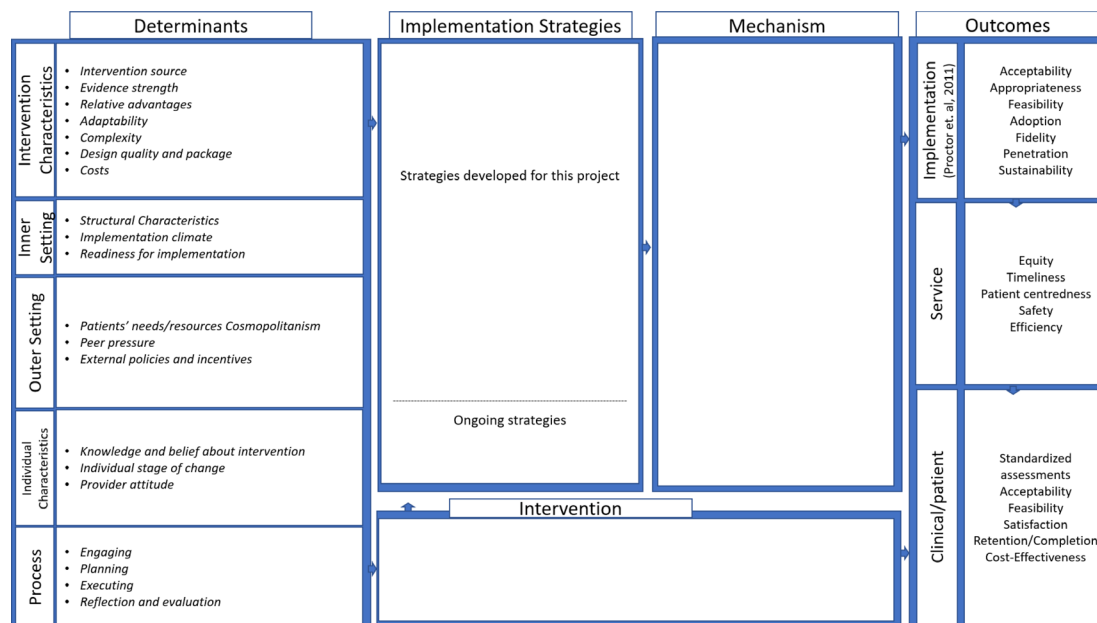 Determinants
Intervention
Characteristics
• Intervention source
• Evidence strength
• Relative advantages
• Adaptability
• Complexity
• Design quality and package
• Costs
Inner
Setting
• Structural Characteristics
• Implementation climate
• Readiness for implementation
Outer Setting
• Patients' needs/resources Cosmopolitanism
• Peer pressure
• External policies and incentives
Individual
Characteristics
• Knowledge and belief about intervention
• Individual stage of change
• Provider attitude
Process
• Engaging
• Planning
• Executing
• Reflection and evaluation
Implementation Strategies
Strategies developed for this project
Ongoing strategies
Mechanism
Intervention
Outcomes
Implementation
(Proctor et. al, 2011)
Acceptability
Appropriateness
Feasibility
Adoption
Fidelity
Penetration
Sustainability
Service
Equity
Timeliness
Patient centredness
Safety
Efficiency
Clinical/patient
Standardized
assessments
Acceptability
Feasibility
Satisfaction
Retention/Completion
Cost-Effectiveness